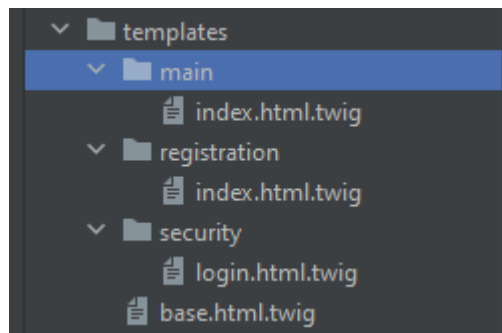 templates
main
index.html.twig
registration
index.html.twig
security
login.html.twig
base.html.twig